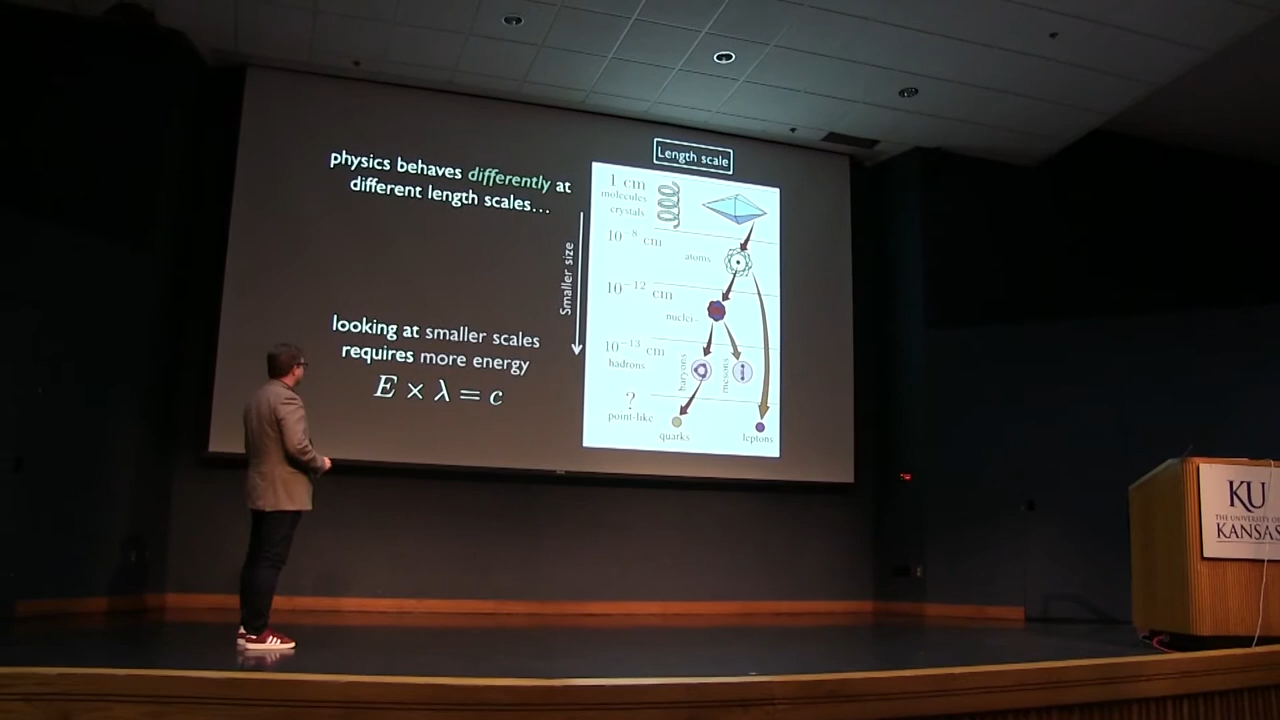 physics behaves differently at
different length scales...
looking at smaller scales
requires more energy
E × λ = c
Smaller size
Length scale
1 cm
molecules
crystals
10⁻⁸ cm
atoms
10⁻¹² cm
nuclei
10⁻¹³ cm
hadrons
baryons
mesons
?
point-like
quarks
leptons
KU
THE UNIVERSITY OF
KANSAS